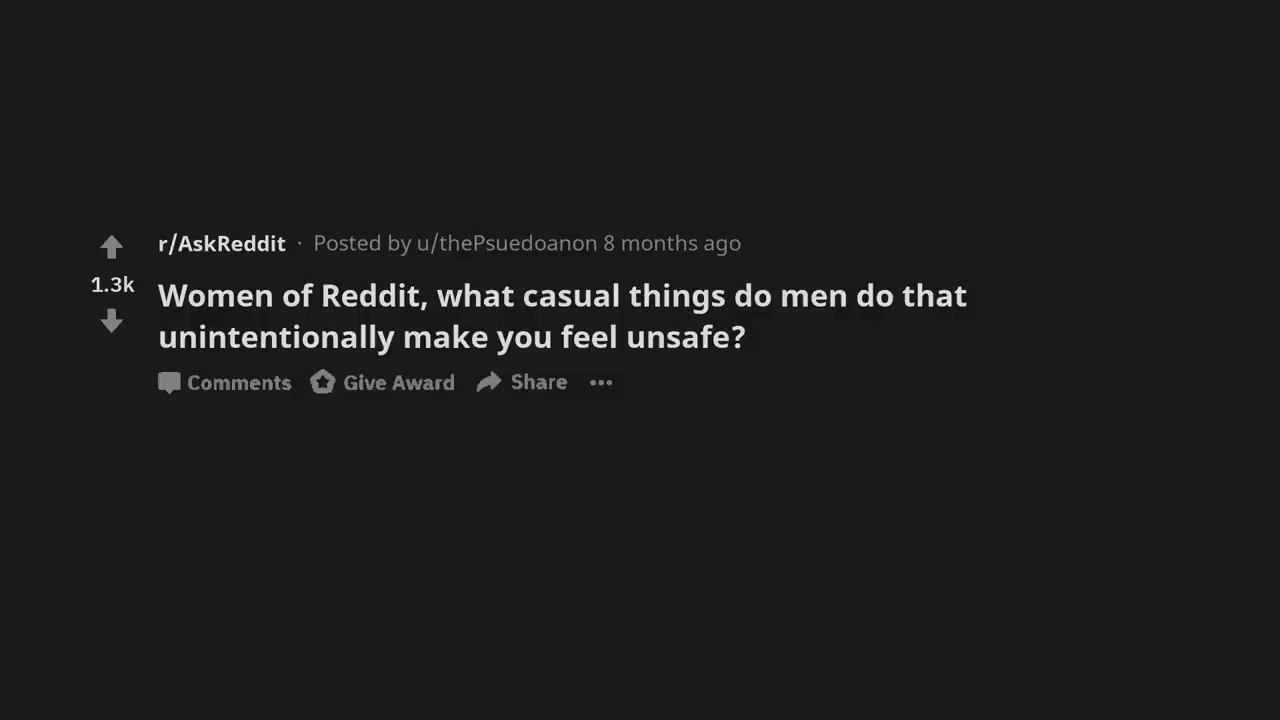 r/AskReddit · Posted by u/thePsuedoanon 8 months ago
1.3k
Women of Reddit, what casual things do men do that
unintentionally make you feel unsafe?
Comments Give Award Share ...